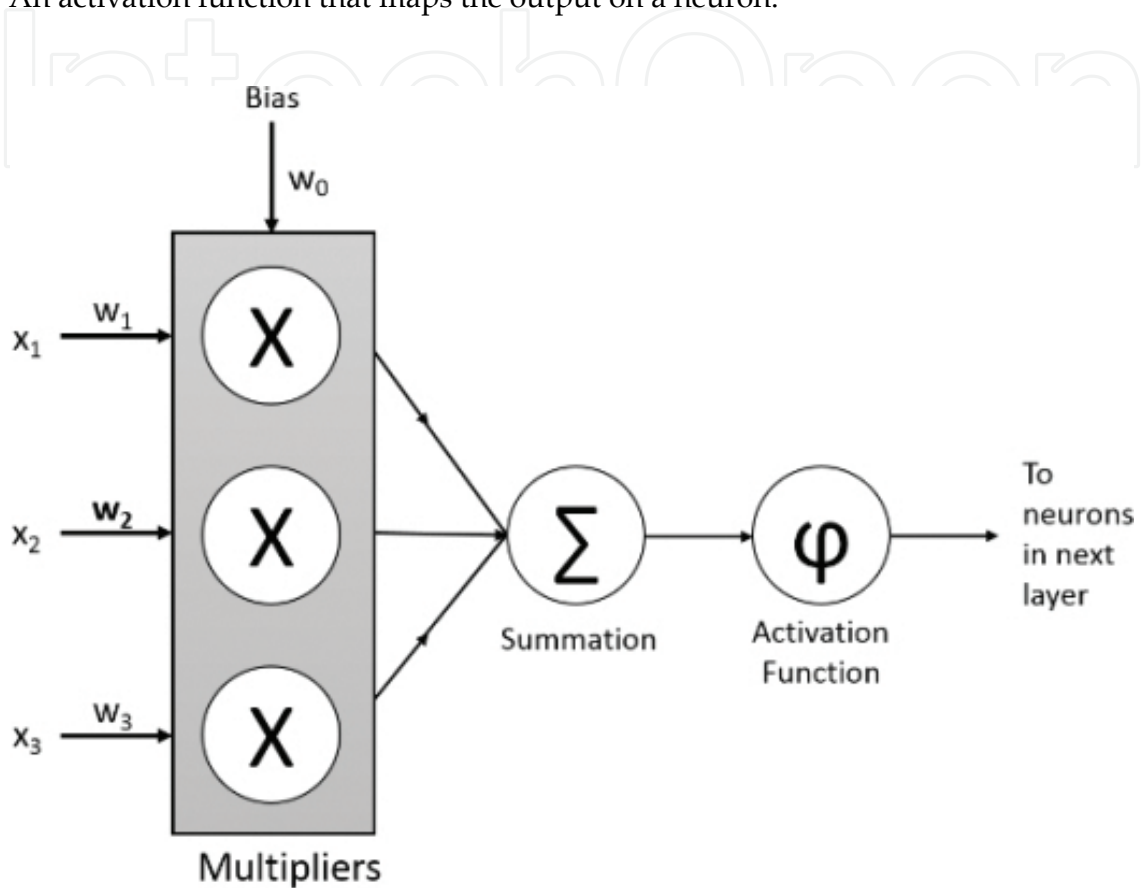 An activation function that maps the output on a neuron.
IntechOpen
Bias
w₀
w₁
x₁
X
w₂
x₂
X
w₃
x₃
X
∑
φ
Summation
Activation
Function
To
neurons
in next
layer
Multipliers